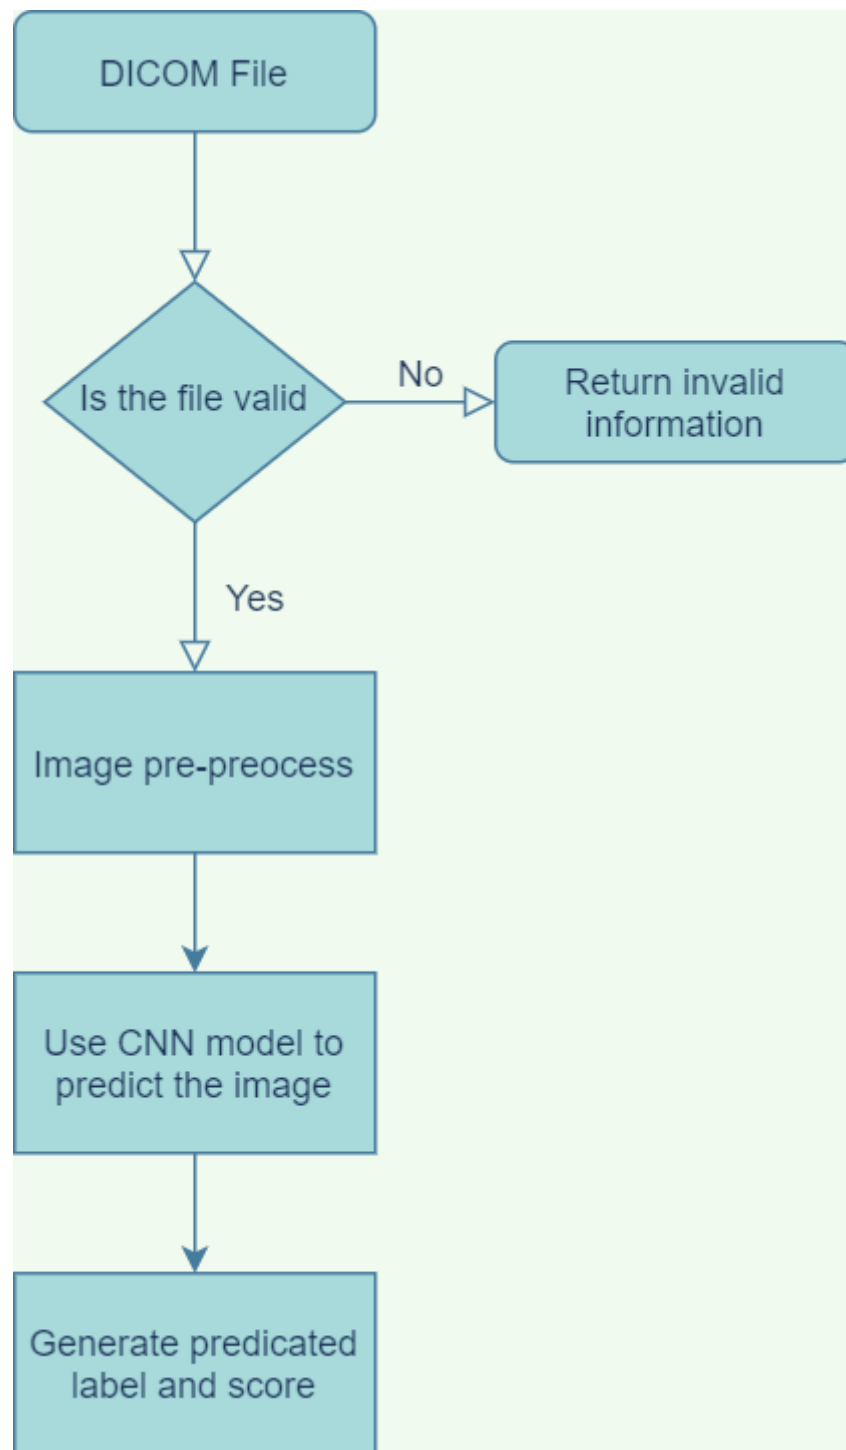 DICOM File
Is the file valid
No
Return invalid
information
Yes
Image pre-preocess
Use CNN model to
predict the image
Generate predicated
label and score